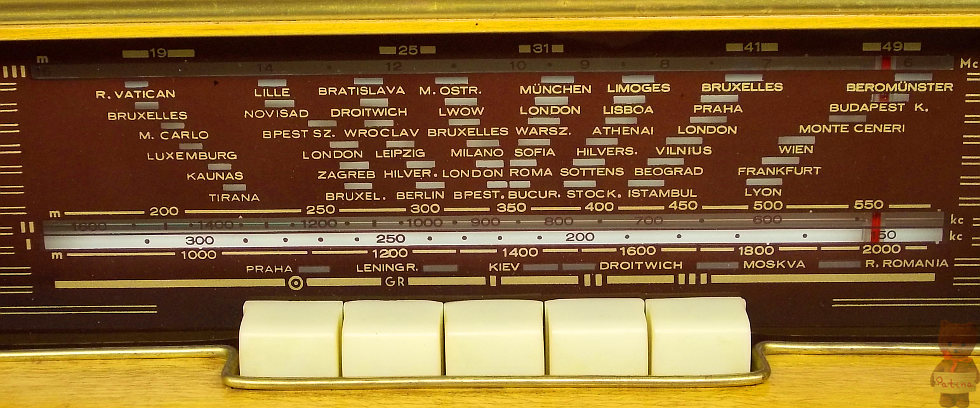 19 25 31 41 49
m 14 12 9 8 7 6 Mc
R. VATICAN LILLE BRATISLAVA M. OSTR. MÜNCHEN LIMOGES BRUXELLES BEROMÜNSTER
BRUXELLES NOVISAD DROITWICH LWOW LONDON LISBOA PRAHA BUDAPEST K.
M. CARLO BPEST SZ. WROCLAV BRUXELLES WARSZ. ATHENAI LONDON MONTE CENERI
LUXEMBURG LONDON LEIPZIG MILANO SOFIA HILVERS. VILNIUS WIEN
KAUNAS ZAGREB HILVER. LONDON ROMA SOTTENS BEOGRAD FRANKFURT
TIRANA BRUXEL. BERLIN BPEST. BUCUR. STOCK. ISTAMBUL LYON
m 200 250 300 350 400 450 500 550
1600 1400 1200 1000 900 800 700 600 kc
300 250 200 150 kc
m 1000 1200 1400 1600 1800 2000
PRAHA LENINGR. KIEV DROITWICH MOSKVA R. ROMANIA
GR
Patina